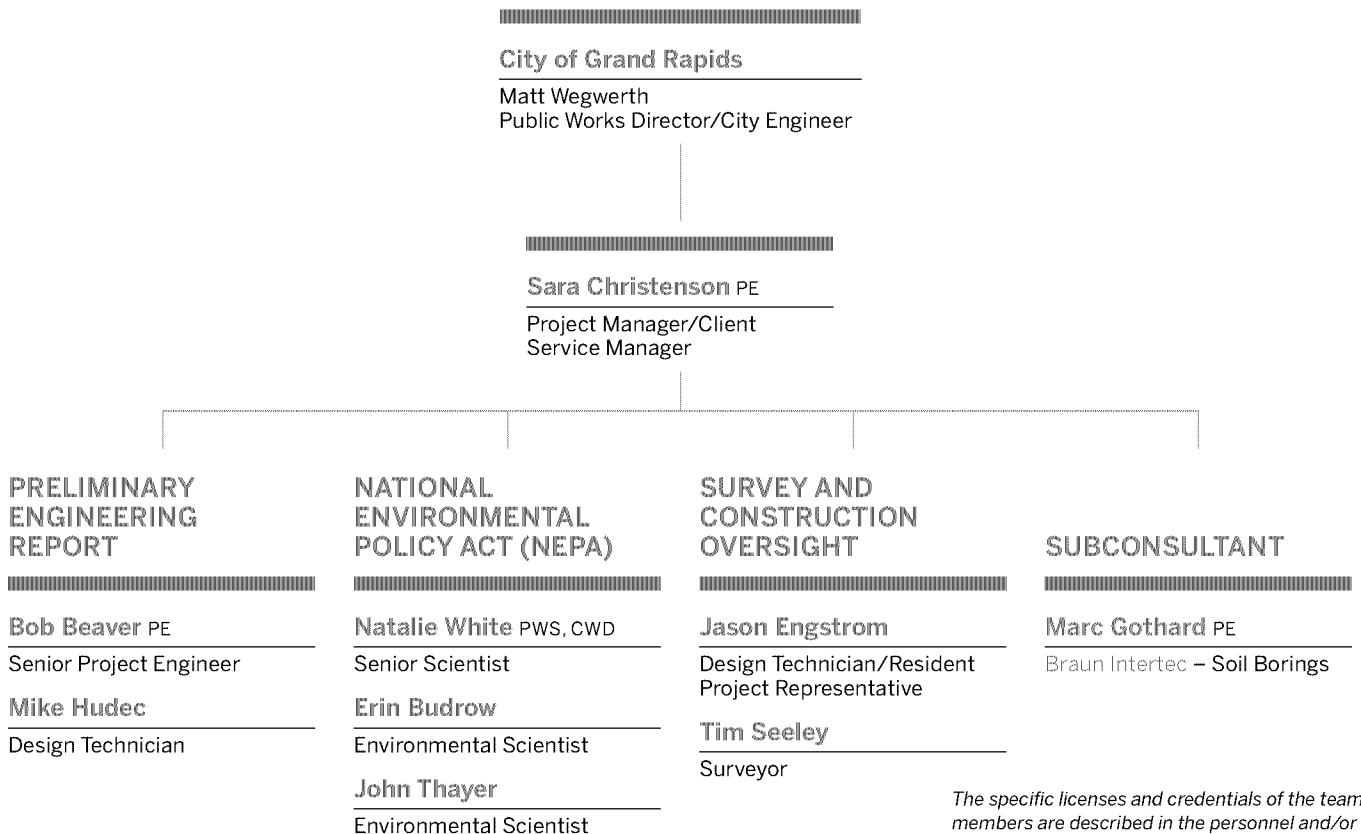 City of Grand Rapids
Matt Wegwerth
Public Works Director/City Engineer
Sara Christenson PE
Project Manager/Client
Service Manager
PRELIMINARY
ENGINEERING
REPORT
Bob Beaver PE
Senior Project Engineer
Mike Hudec
Design Technician
NATIONAL
ENVIRONMENTAL
POLICY ACT (NEPA)
Natalie White PWS, CWD
Senior Scientist
Erin Budrow
Environmental Scientist
John Thayer
Environmental Scientist
SURVEY AND
CONSTRUCTION
OVERSIGHT
Jason Engstrom
Design Technician/Resident
Project Representative
Tim Seeley
Surveyor
SUBCONSULTANT
Marc Gothard PE
Braun Intertec – Soil Borings
The specific licenses and credentials of the team
members are described in the personnel and/or